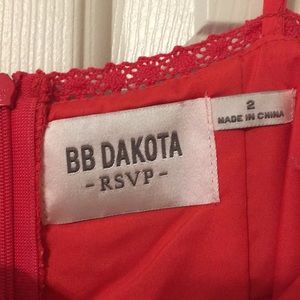 BB DAKOTA
- RSVP -
2
MADE IN CHINA